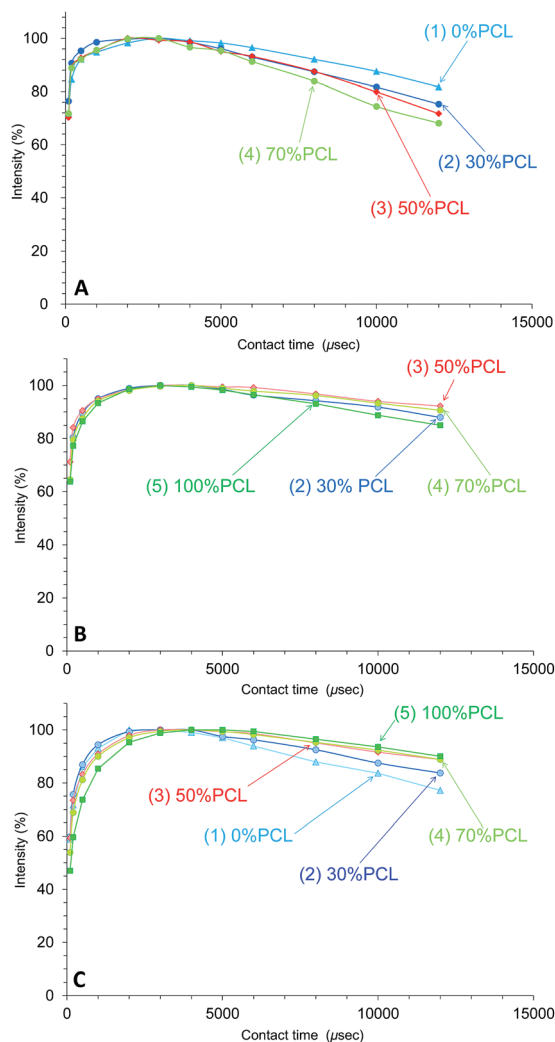 100
80
60
40
20
0
Intensity (%)
(1) 0%PCL
(4) 70%PCL
(2) 30%PCL
(3) 50%PCL
A
0 5000 10000 15000
Contact time (µsec)
100
80
60
40
20
0
Intensity (%)
(3) 50%PCL
(5) 100%PCL
(2) 30% PCL
(4) 70%PCL
B
0 5000 10000 15000
Contact time (µsec)
100
80
60
40
20
0
Intensity (%)
(5) 100%PCL
(3) 50%PCL
(1) 0%PCL
(4) 70%PCL
(2) 30%PCL
C
0 5000 10000 15000
Contact time (µsec)